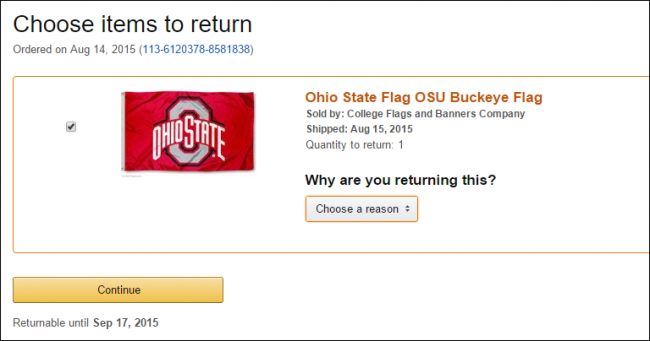 Choose items to return
Ordered on Aug 14, 2015 (113-6120378-8581838)
OHIO STATE
Ohio State Flag OSU Buckeye Flag
Sold by: College Flags and Banners Company
Shipped: Aug 15, 2015
Quantity to return: 1
Why are you returning this?
Choose a reason
Continue
Returnable until Sep 17, 2015